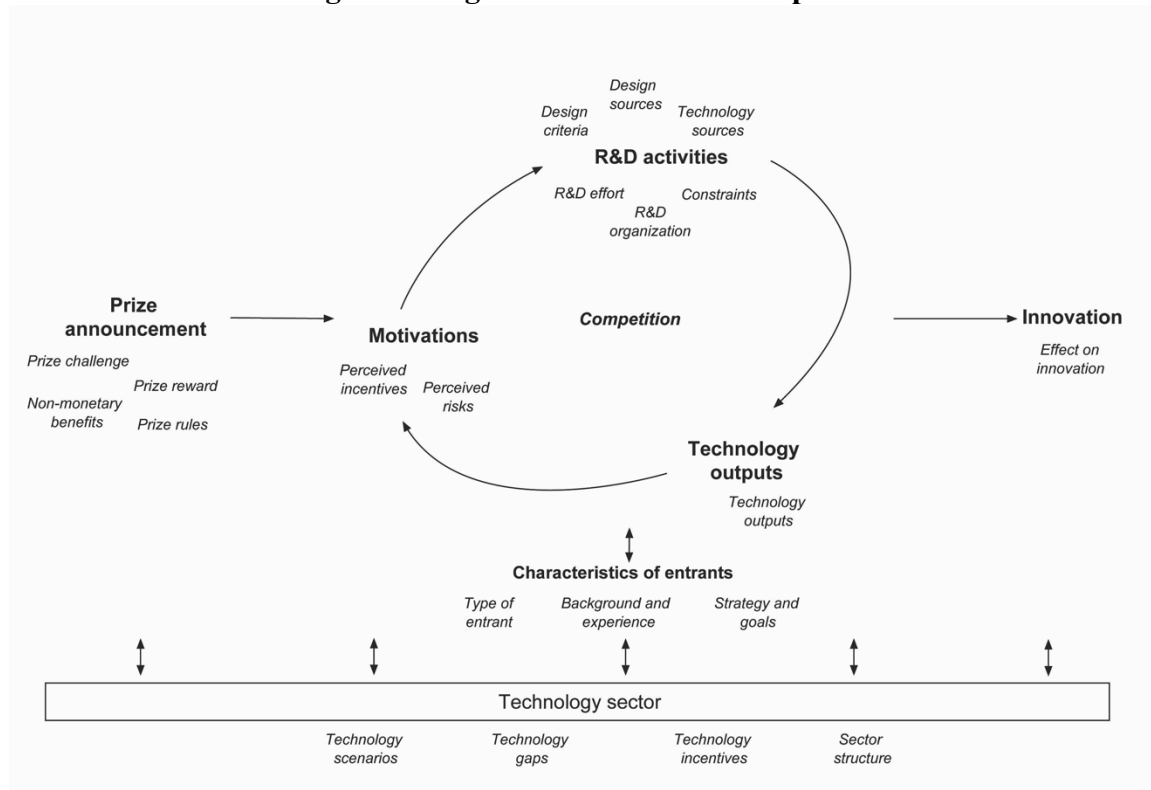 Design
sources
Design
criteria
Technology
sources
R&D activities
R&D effort
Constraints
R&D
organization
Prize
announcement
Prize challenge
Prize reward
Non-monetary
benefits
Prize rules
Motivations
Perceived
incentives
Perceived
risks
Competition
Innovation
Effect on
innovation
Technology
outputs
Technology
outputs
Characteristics of entrants
Type of
entrant
Background and
experience
Strategy and
goals
Technology sector
Technology
scenarios
Technology
gaps
Technology
incentives
Sector
structure